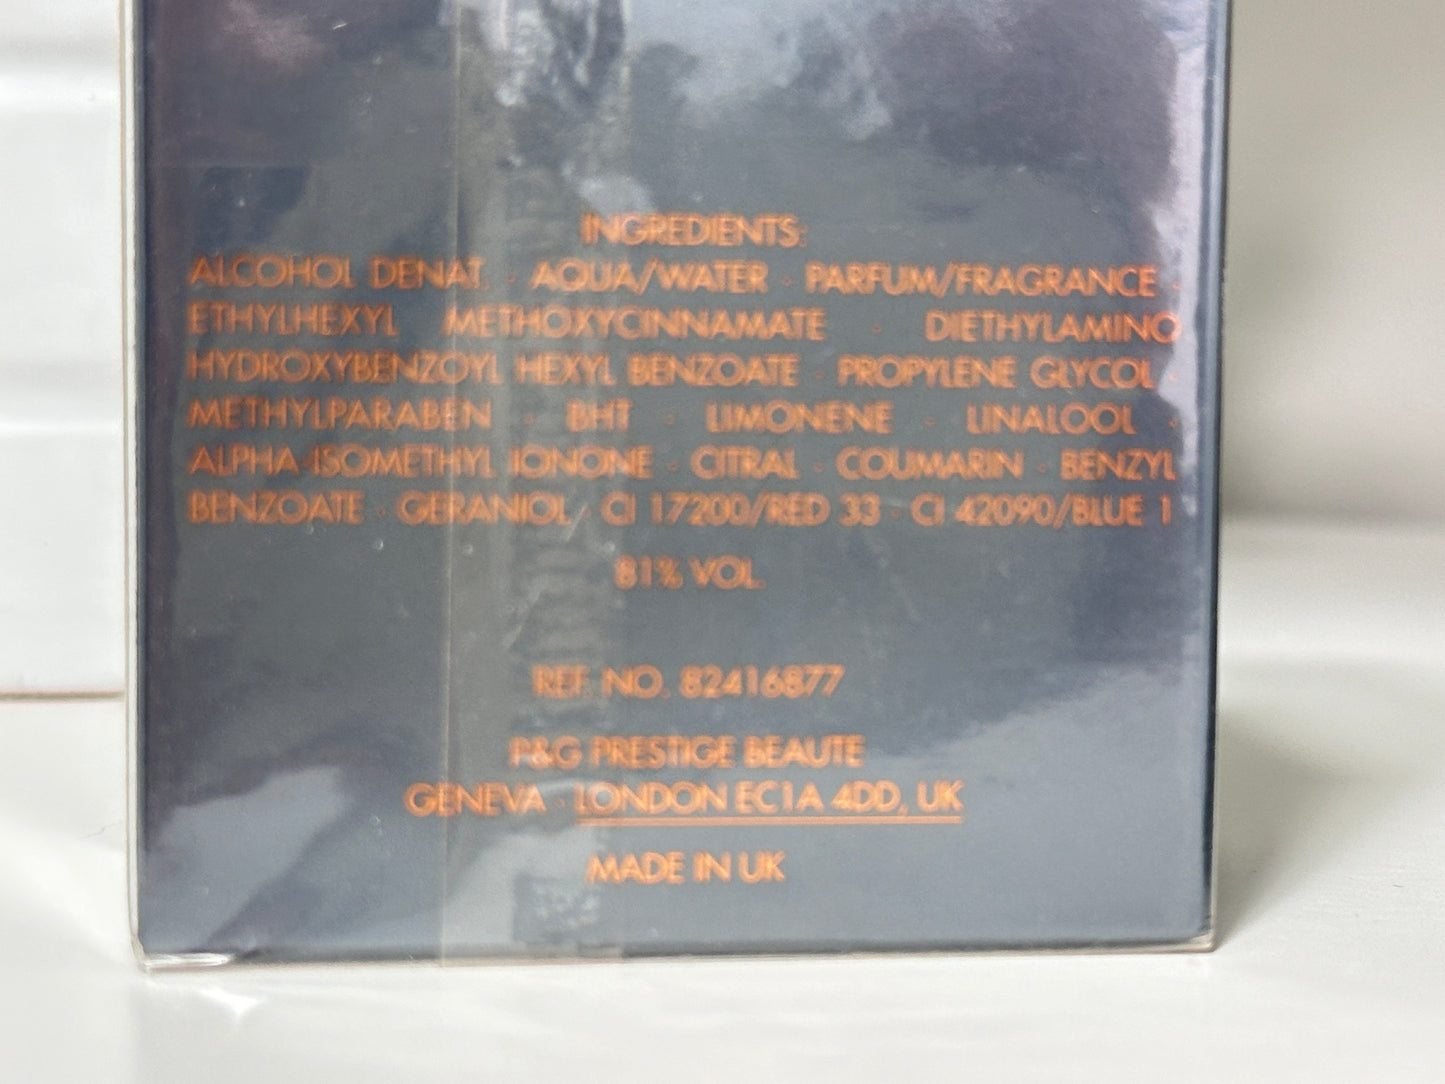 INGREDIENTS:
ALCOHOL DENAT. · AQUA/WATER · PARFUM/FRAGRANCE ·
ETHYLHEXYL METHOXYCINNAMATE · DIETHYLAMINO
HYDROXYBENZOYL HEXYL BENZOATE · PROPYLENE GLYCOL ·
METHYLPARABEN · BHT · LIMONENE · LINALOOL ·
ALPHA-ISOMETHYL IONONE · CITRAL · COUMARIN · BENZYL
BENZOATE · GERANIOL · CI 17200/RED 33 · CI 42090/BLUE 1
81% VOL.
REF. NO. 82416877
P&G PRESTIGE BEAUTE
GENEVA · LONDON EC1A 4DD, UK
MADE IN UK